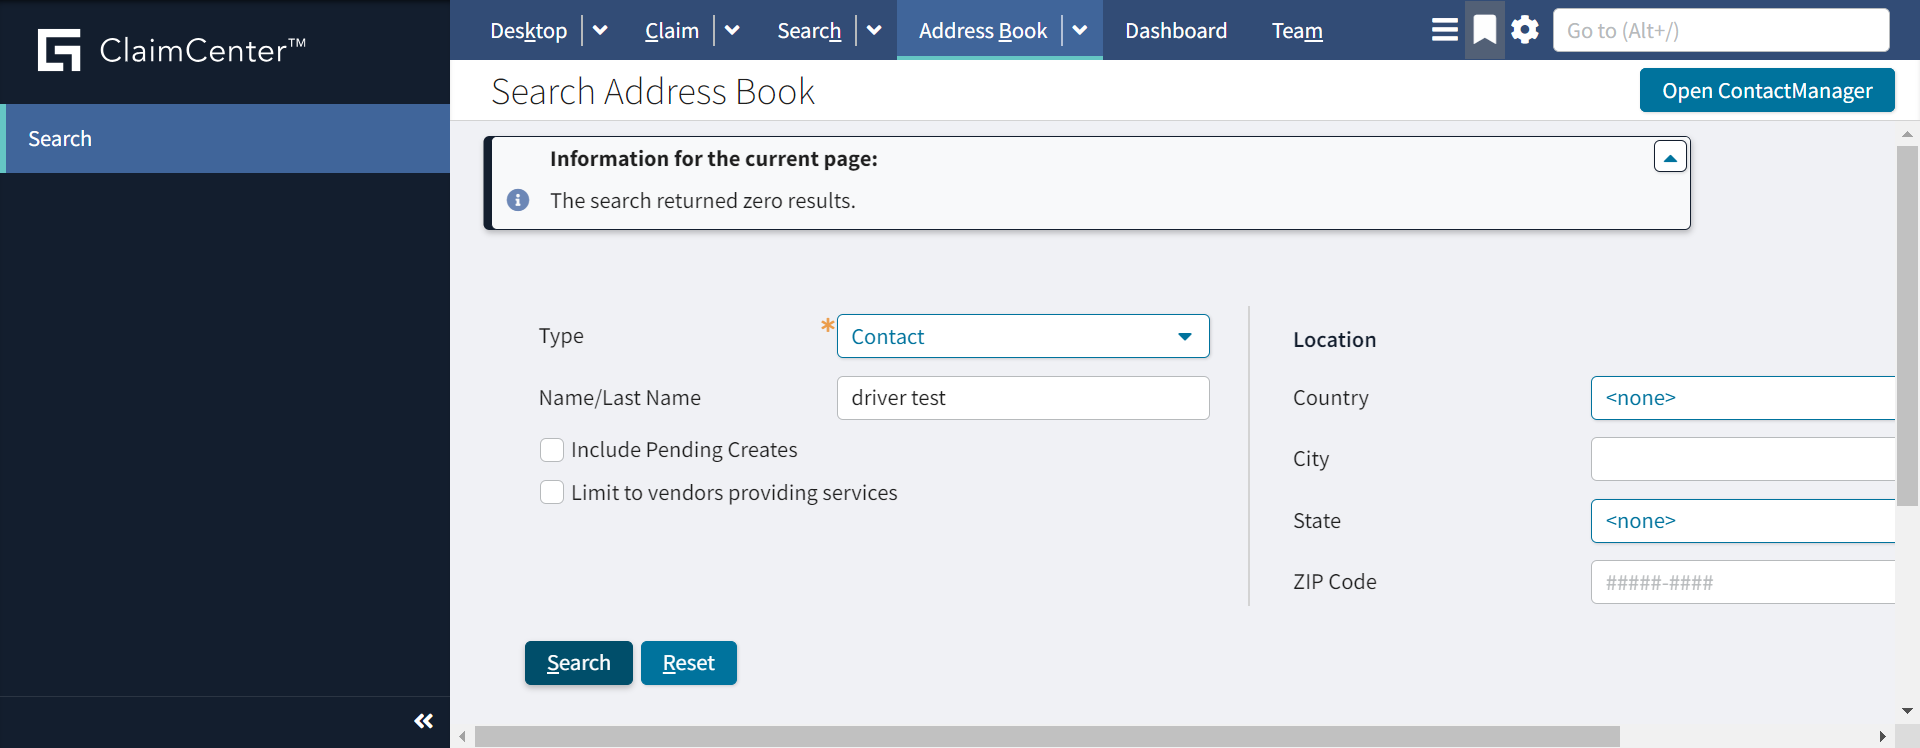 ClaimCenter™
Desktop
Claim
Search
Address Book
Dashboard
Team
Go to (Alt+/)
Search Address Book
Open ContactManager
Search
Information for the current page:
The search returned zero results.
Type
* Contact
Location
Name/Last Name
driver test
Country
<none>
Include Pending Creates
City
Limit to vendors providing services
State
<none>
ZIP Code
#####-####
Search
Reset